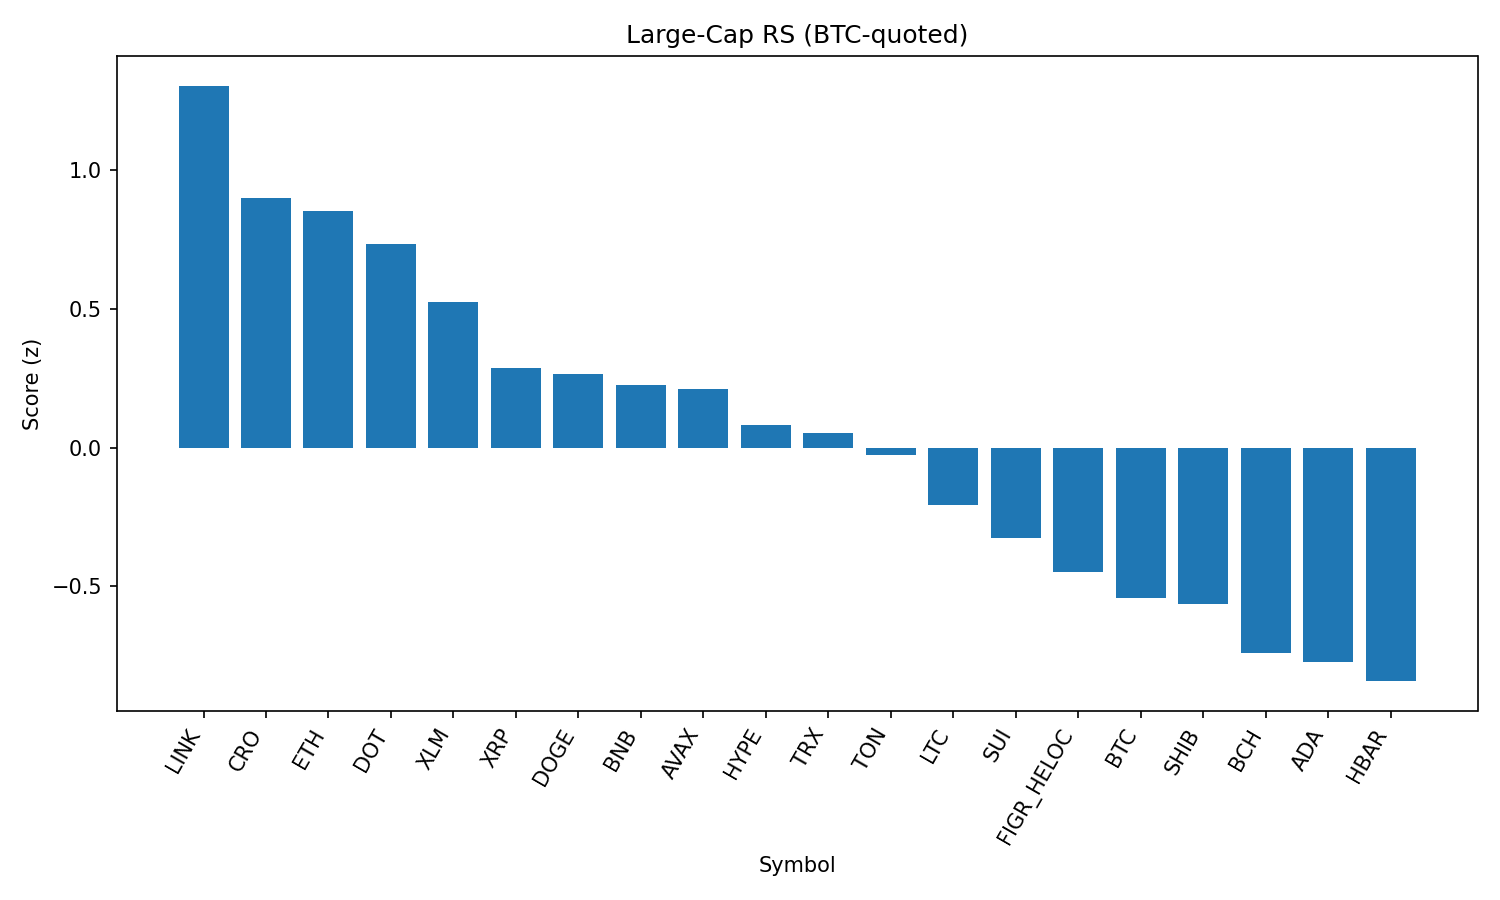 Large-Cap RS (BTC-quoted)
Score (z)
1.0
0.5
0.0
−0.5
LINK
CRO
ETH
DOT
XLM
XRP
DOGE
BNB
AVAX
HYPE
TRX
TON
LTC
SUI
FIGR_HELOC
BTC
SHIB
BCH
ADA
HBAR
Symbol